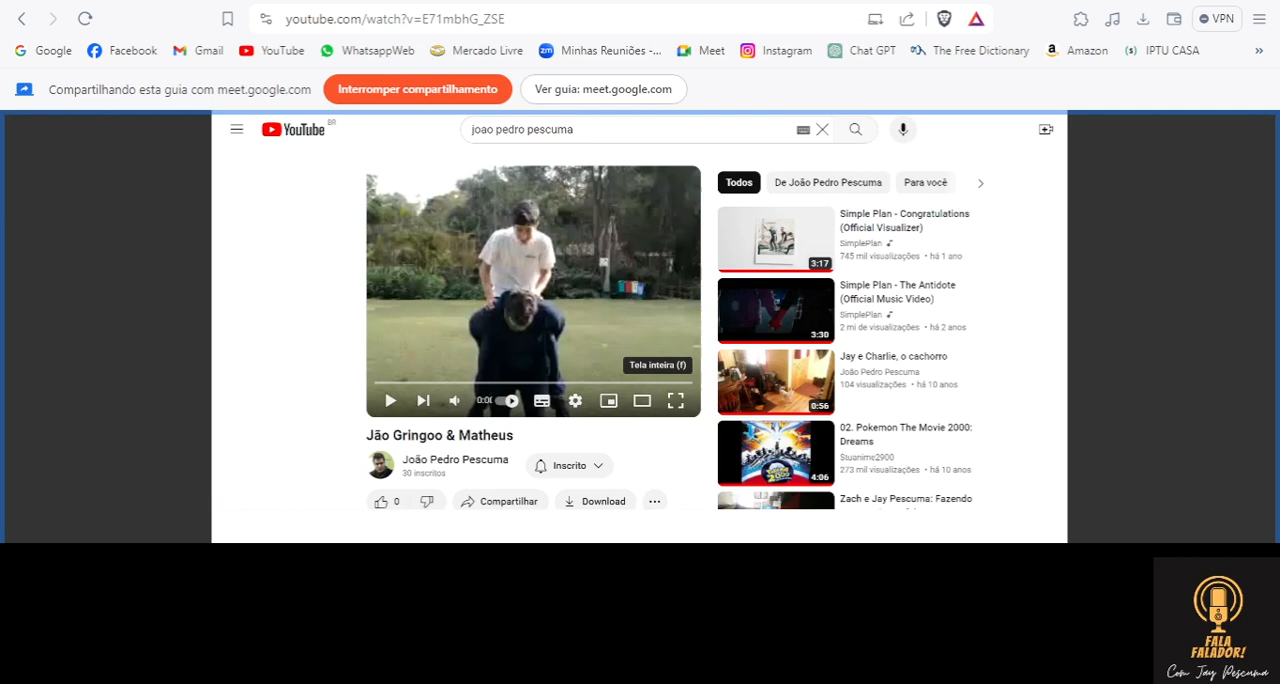 youtube.com/watch?v=E71mbhG_ZSE
VPN
Google
Facebook
Gmail
YouTube
WhatsappWeb
Mercado Livre
zm Minhas Reuniões -...
Meet
Instagram
Chat GPT
The Free Dictionary
Amazon
(s) IPTU CASA
»
Compartilhando esta guia com meet.google.com
Interromper compartilhamento
Ver guia: meet.google.com
YouTube BR
joao pedro pescuma
Todos
De João Pedro Pescuma
Para você
Simple Plan - Congratulations
(Official Visualizer)
SimplePlan
745 mil visualizações • há 1 ano
3:17
Simple Plan - The Antidote
(Official Music Video)
SimplePlan
2 mi de visualizações • há 2 anos
3:30
Jay e Charlie, o cachorro
João Pedro Pescuma
104 visualizações • há 10 anos
0:56
02. Pokemon The Movie 2000:
Dreams
Stuanime2900
273 mil visualizações • há 10 anos
4:06
Zach e Jay Pescuma: Fazendo
Tela inteira (f)
Jão Gringoo & Matheus
João Pedro Pescuma
30 inscritos
Inscrito
0
Compartilhar
Download
...
FALA
FALADOR!
Com Jay Pescuma